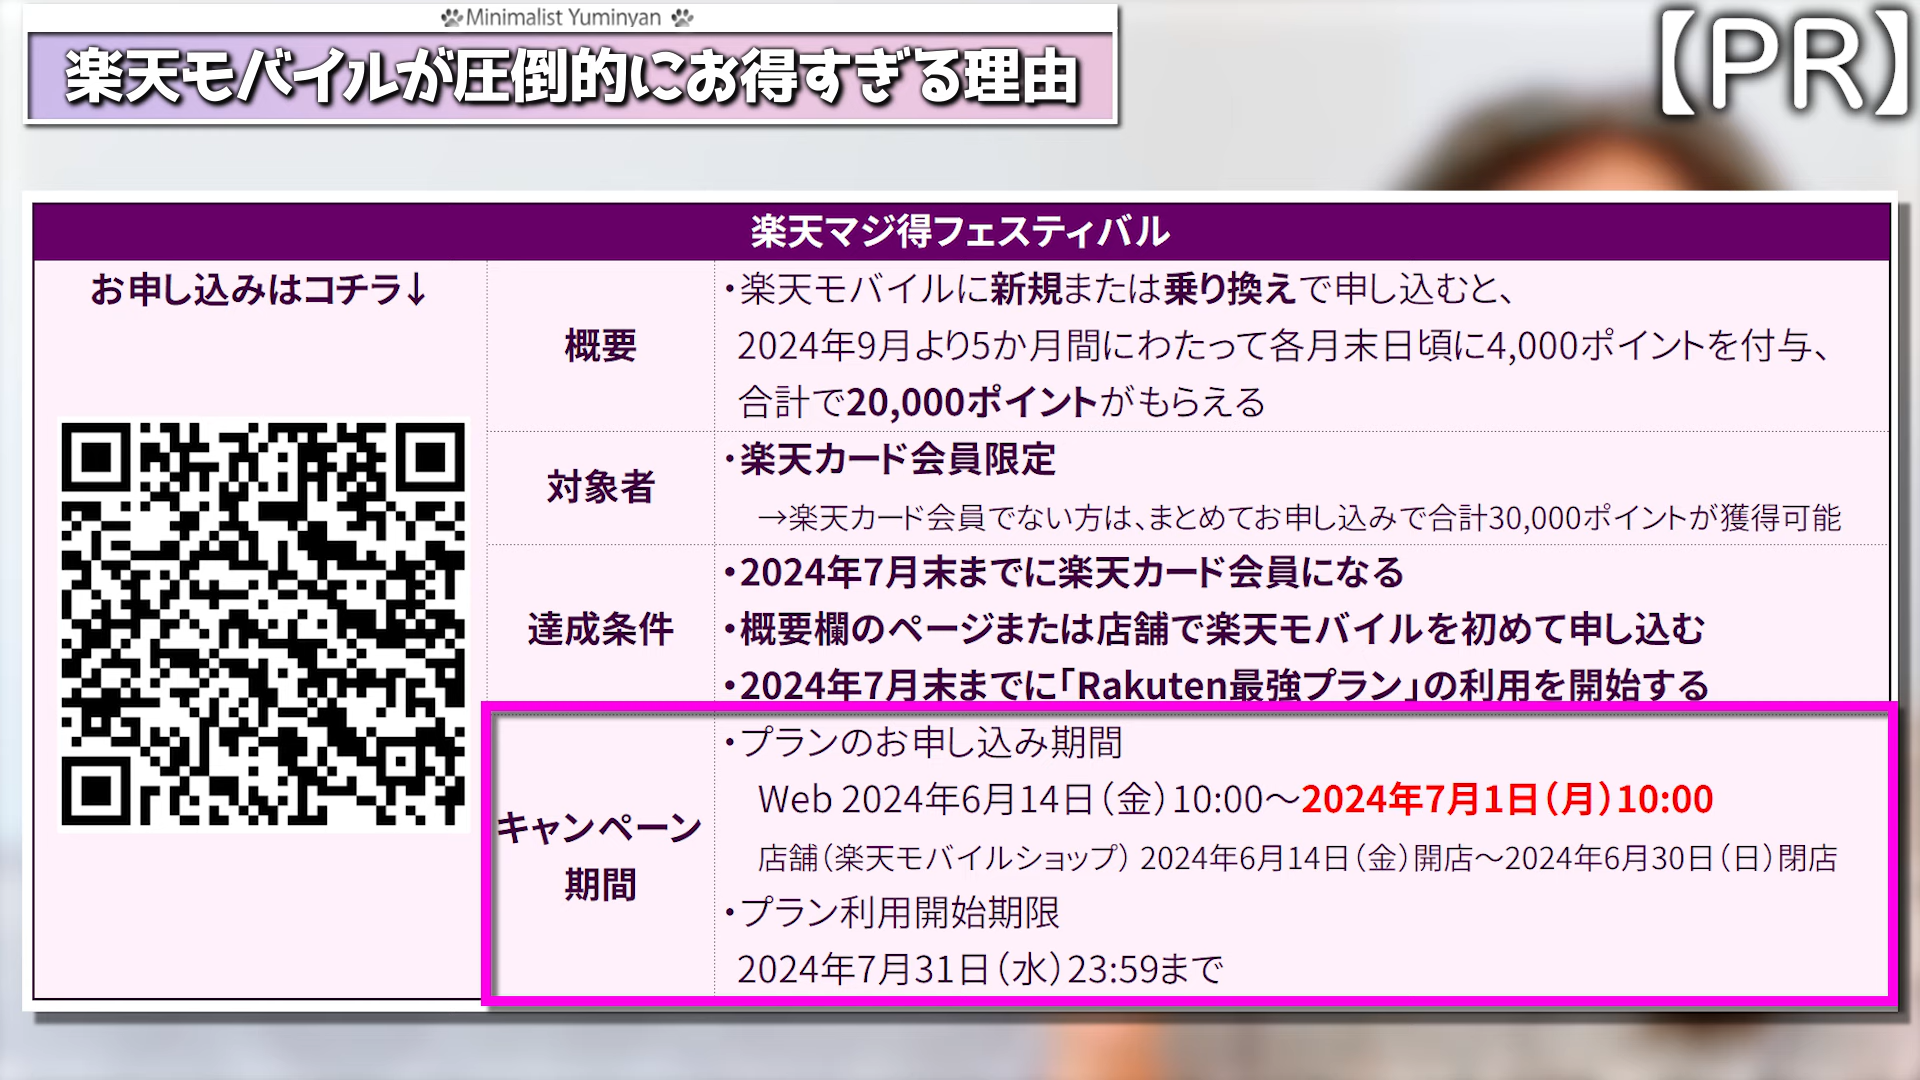 Minimalist Yuminyan
楽天モバイルが圧倒的にお得すぎる理由
【PR】
楽天マジ得フェスティバル
お申し込みはコチラ↓
概要
・楽天モバイルに新規または乗り換えで申し込むと、
2024年9月より5か月間にわたって各月末日頃に4,000ポイントを付与、
合計で20,000ポイントがもらえる
対象者
・楽天カード会員限定
→楽天カード会員でない方は、まとめてお申し込みで合計30,000ポイントが獲得可能
達成条件
・2024年7月末までに楽天カード会員になる
・概要欄のページまたは店舗で楽天モバイルを初めて申し込む
・2024年7月末までに「Rakuten最強プラン」の利用を開始する
キャンペーン
期間
・プランのお申し込み期間
Web 2024年6月14日（金）10:00～2024年7月1日（月）10:00
店舗（楽天モバイルショップ） 2024年6月14日（金）開店～2024年6月30日（日）閉店
・プラン利用開始期限
2024年7月31日（水）23:59まで